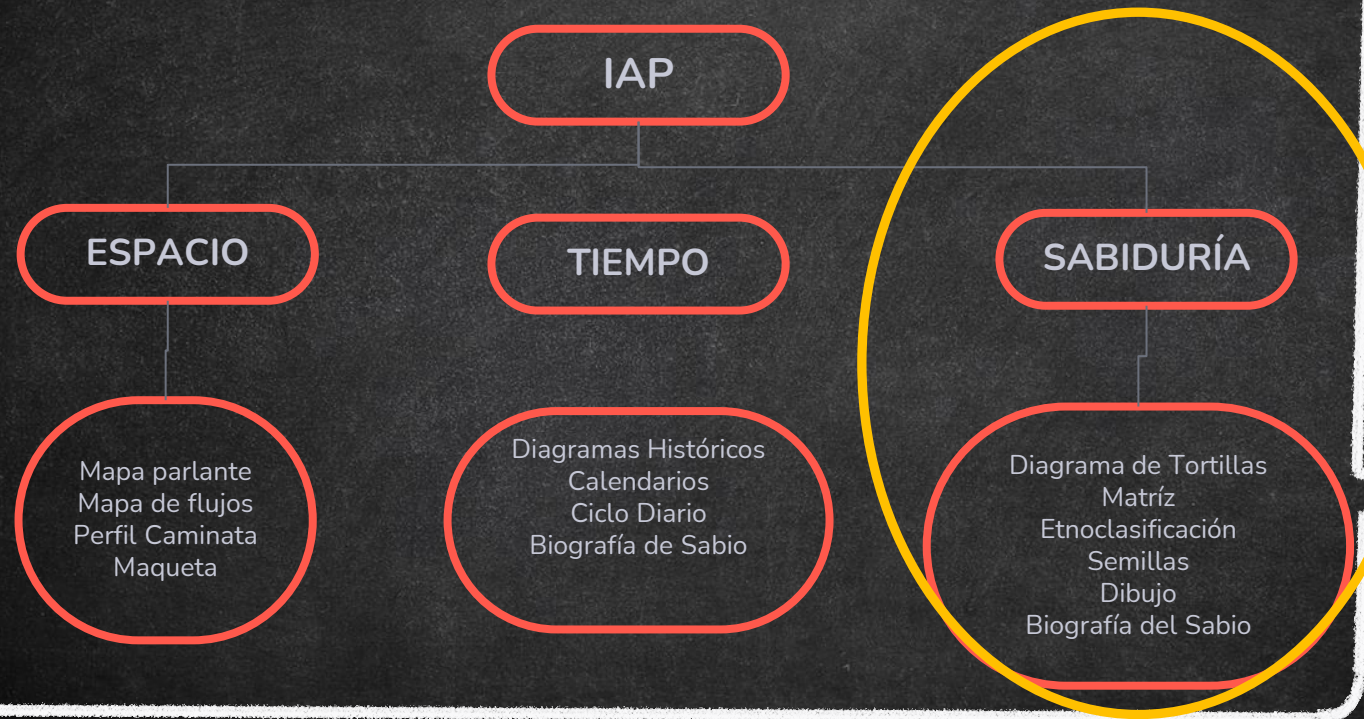 IAP
ESPACIO
TIEMPO
SABIDURÍA
Mapa parlante
Mapa de flujos
Perfil Caminata
Maqueta
Diagramas Históricos
Calendarios
Ciclo Diario
Biografía de Sabio
Diagrama de Tortillas
Matríz
Etnoclasificación
Semillas
Dibujo
Biografía del Sabio